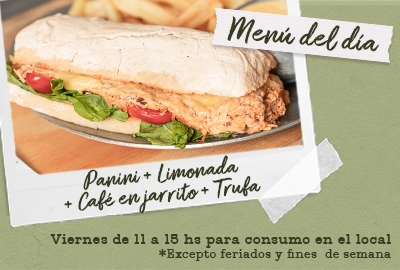 Menú del día
Panini + Limonada
+ Café en jarrito + Trufa
Viernes de 11 a 15 hs para consumo en el local
*Excepto feriados y fines de semana